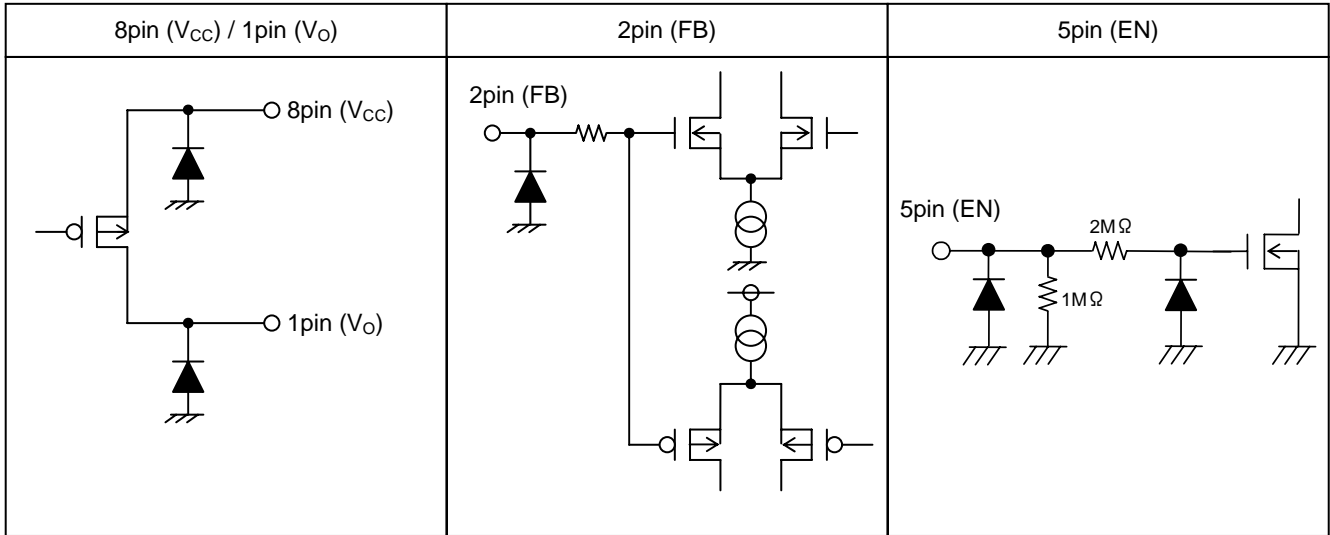 8pin (VCC) / 1pin (VO)
2pin (FB)
5pin (EN)
8pin (VCC)
1pin (VO)
2pin (FB)
5pin (EN)
2MΩ
1MΩ